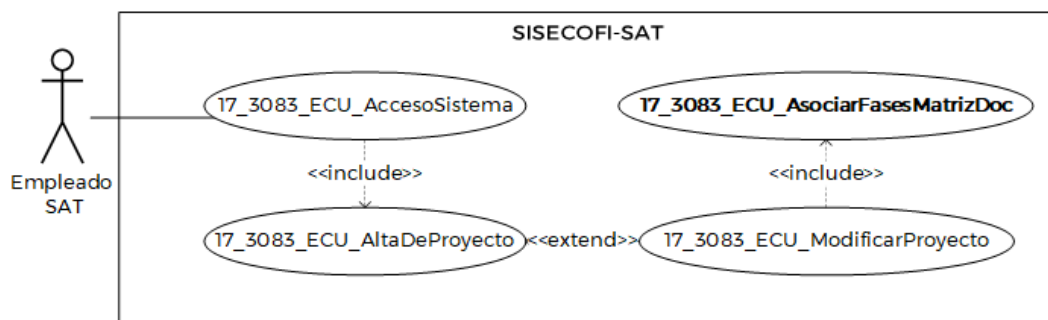 SISECOFI-SAT
17_3083_ECU_AccesoSistema
17_3083_ECU_AsociarFasesMatrizDoc
<<include>>
<<include>>
Empleado
SAT
17_3083_ECU_AltaDeProyecto
<<extend>>
17_3083_ECU_ModificarProyecto